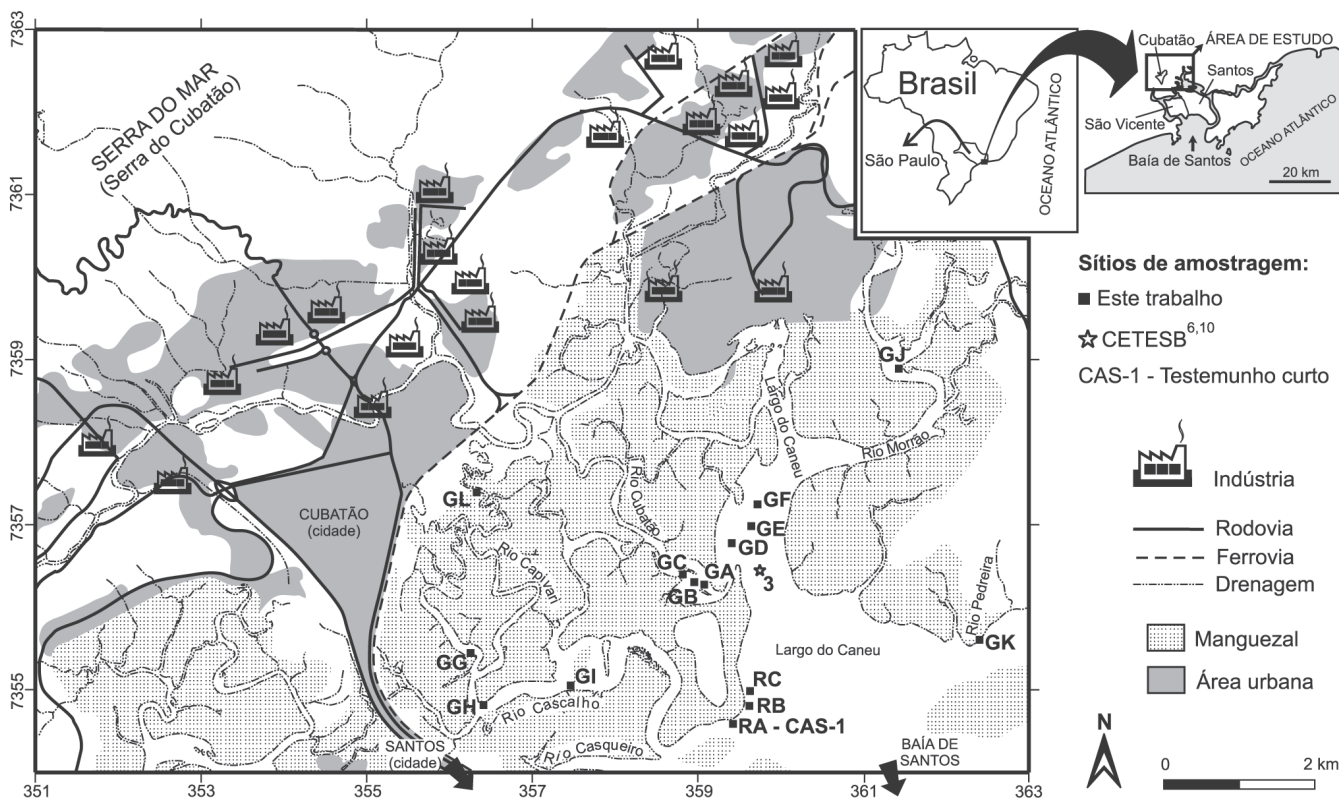 7363
7361
7359
7357
7355
351
353
355
357
359
361
363
SERRA DO MAR
(Serra do Cubatão)
CUBATÃO
(cidade)
SANTOS
(cidade)
BAÍA DE
SANTOS
Largo do Caneu
Rio Morrão
Rio Cubatão
Rio Capivari
Rio Cascalho
Rio Casqueiro
Rio Pedreira
Largo do Caneu
GJ
GL
GF
GE
GD
GC
GA
GB
3
GK
GG
GH
GI
RC
RB
RA - CAS-1
Brasil
São Paulo
OCEANO ATLÂNTICO
Cubatão
ÁREA DE ESTUDO
Santos
São Vicente
Baía de Santos
OCEANO ATLÂNTICO
20 km
Sítios de amostragem:
Este trabalho
CETESB6,10
CAS-1 - Testemunho curto
Indústria
Rodovia
Ferrovia
Drenagem
Manguezal
Área urbana
N
0 2 km